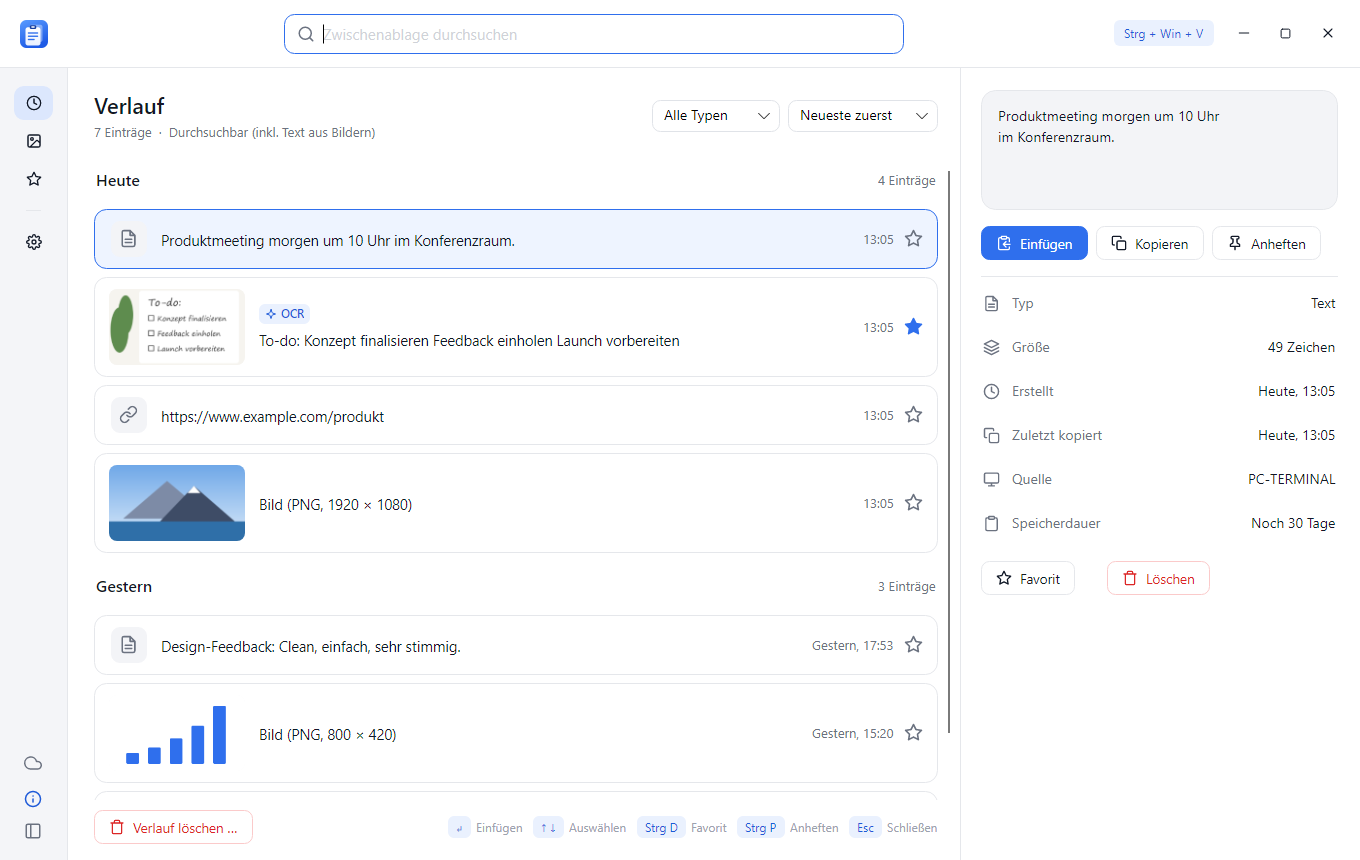 Zwischenablage durchsuchen
Strg + Win + V
Verlauf
7 Einträge · Durchsuchbar (inkl. Text aus Bildern)
Alle Typen
Neueste zuerst
Heute
4 Einträge
Produktmeeting morgen um 10 Uhr im Konferenzraum.
13:05
To-do:
Konzept finalisieren
Feedback einholen
Launch vorbereiten
OCR
To-do: Konzept finalisieren Feedback einholen Launch vorbereiten
13:05
https://www.example.com/produkt
13:05
Bild (PNG, 1920 × 1080)
13:05
Gestern
3 Einträge
Design-Feedback: Clean, einfach, sehr stimmig.
Gestern, 17:53
Bild (PNG, 800 × 420)
Gestern, 15:20
Verlauf löschen ...
Einfügen
↑↓ Auswählen
Strg D Favorit
Strg P Anheften
Esc Schließen
Produktmeeting morgen um 10 Uhr
im Konferenzraum.
Einfügen
Kopieren
Anheften
Typ Text
Größe 49 Zeichen
Erstellt Heute, 13:05
Zuletzt kopiert Heute, 13:05
Quelle PC-TERMINAL
Speicherdauer Noch 30 Tage
Favorit
Löschen